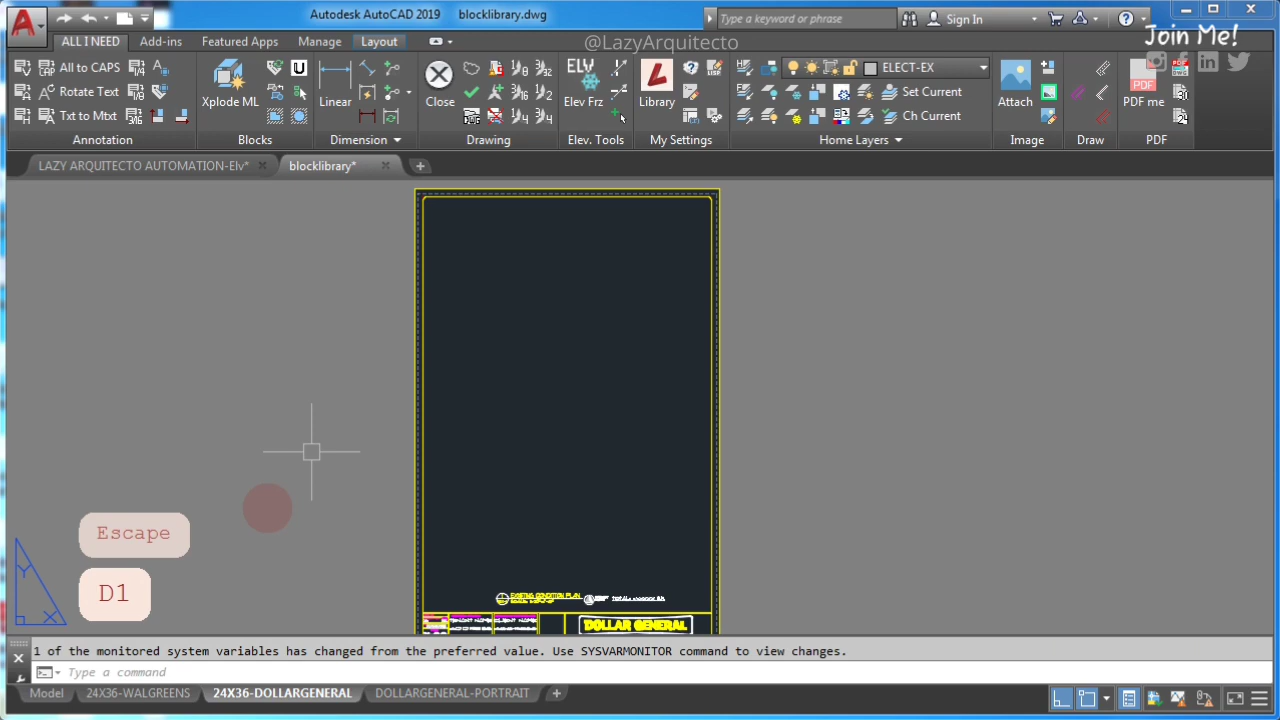 Autodesk AutoCAD 2019 blocklibrary.dwg
Type a keyword or phrase
Sign In
Join Me!
ALL I NEED
Add-ins
Featured Apps
Manage
Layout
@LazyArquitecto
All to CAPS
Rotate Text
Txt to Mtxt
Annotation
Xplode ML
Blocks
Linear
Dimension
Close
Drawing
ELV
Elev Frz
Elev. Tools
Library
My Settings
ELECT-EX
Set Current
Ch Current
Home Layers
Attach
Image
Draw
PDF
PDF me
PDF
LAZY ARQUITECTO AUTOMATION-Elv*
blocklibrary*
EXISTING CONDITION PLAN
DOLLAR GENERAL
Escape
D1
Y
X
1 of the monitored system variables has changed from the preferred value. Use SYSVARMONITOR command to view changes.
Type a command
Model
24X36-WALGREENS
24X36-DOLLARGENERAL
DOLLARGENERAL-PORTRAIT